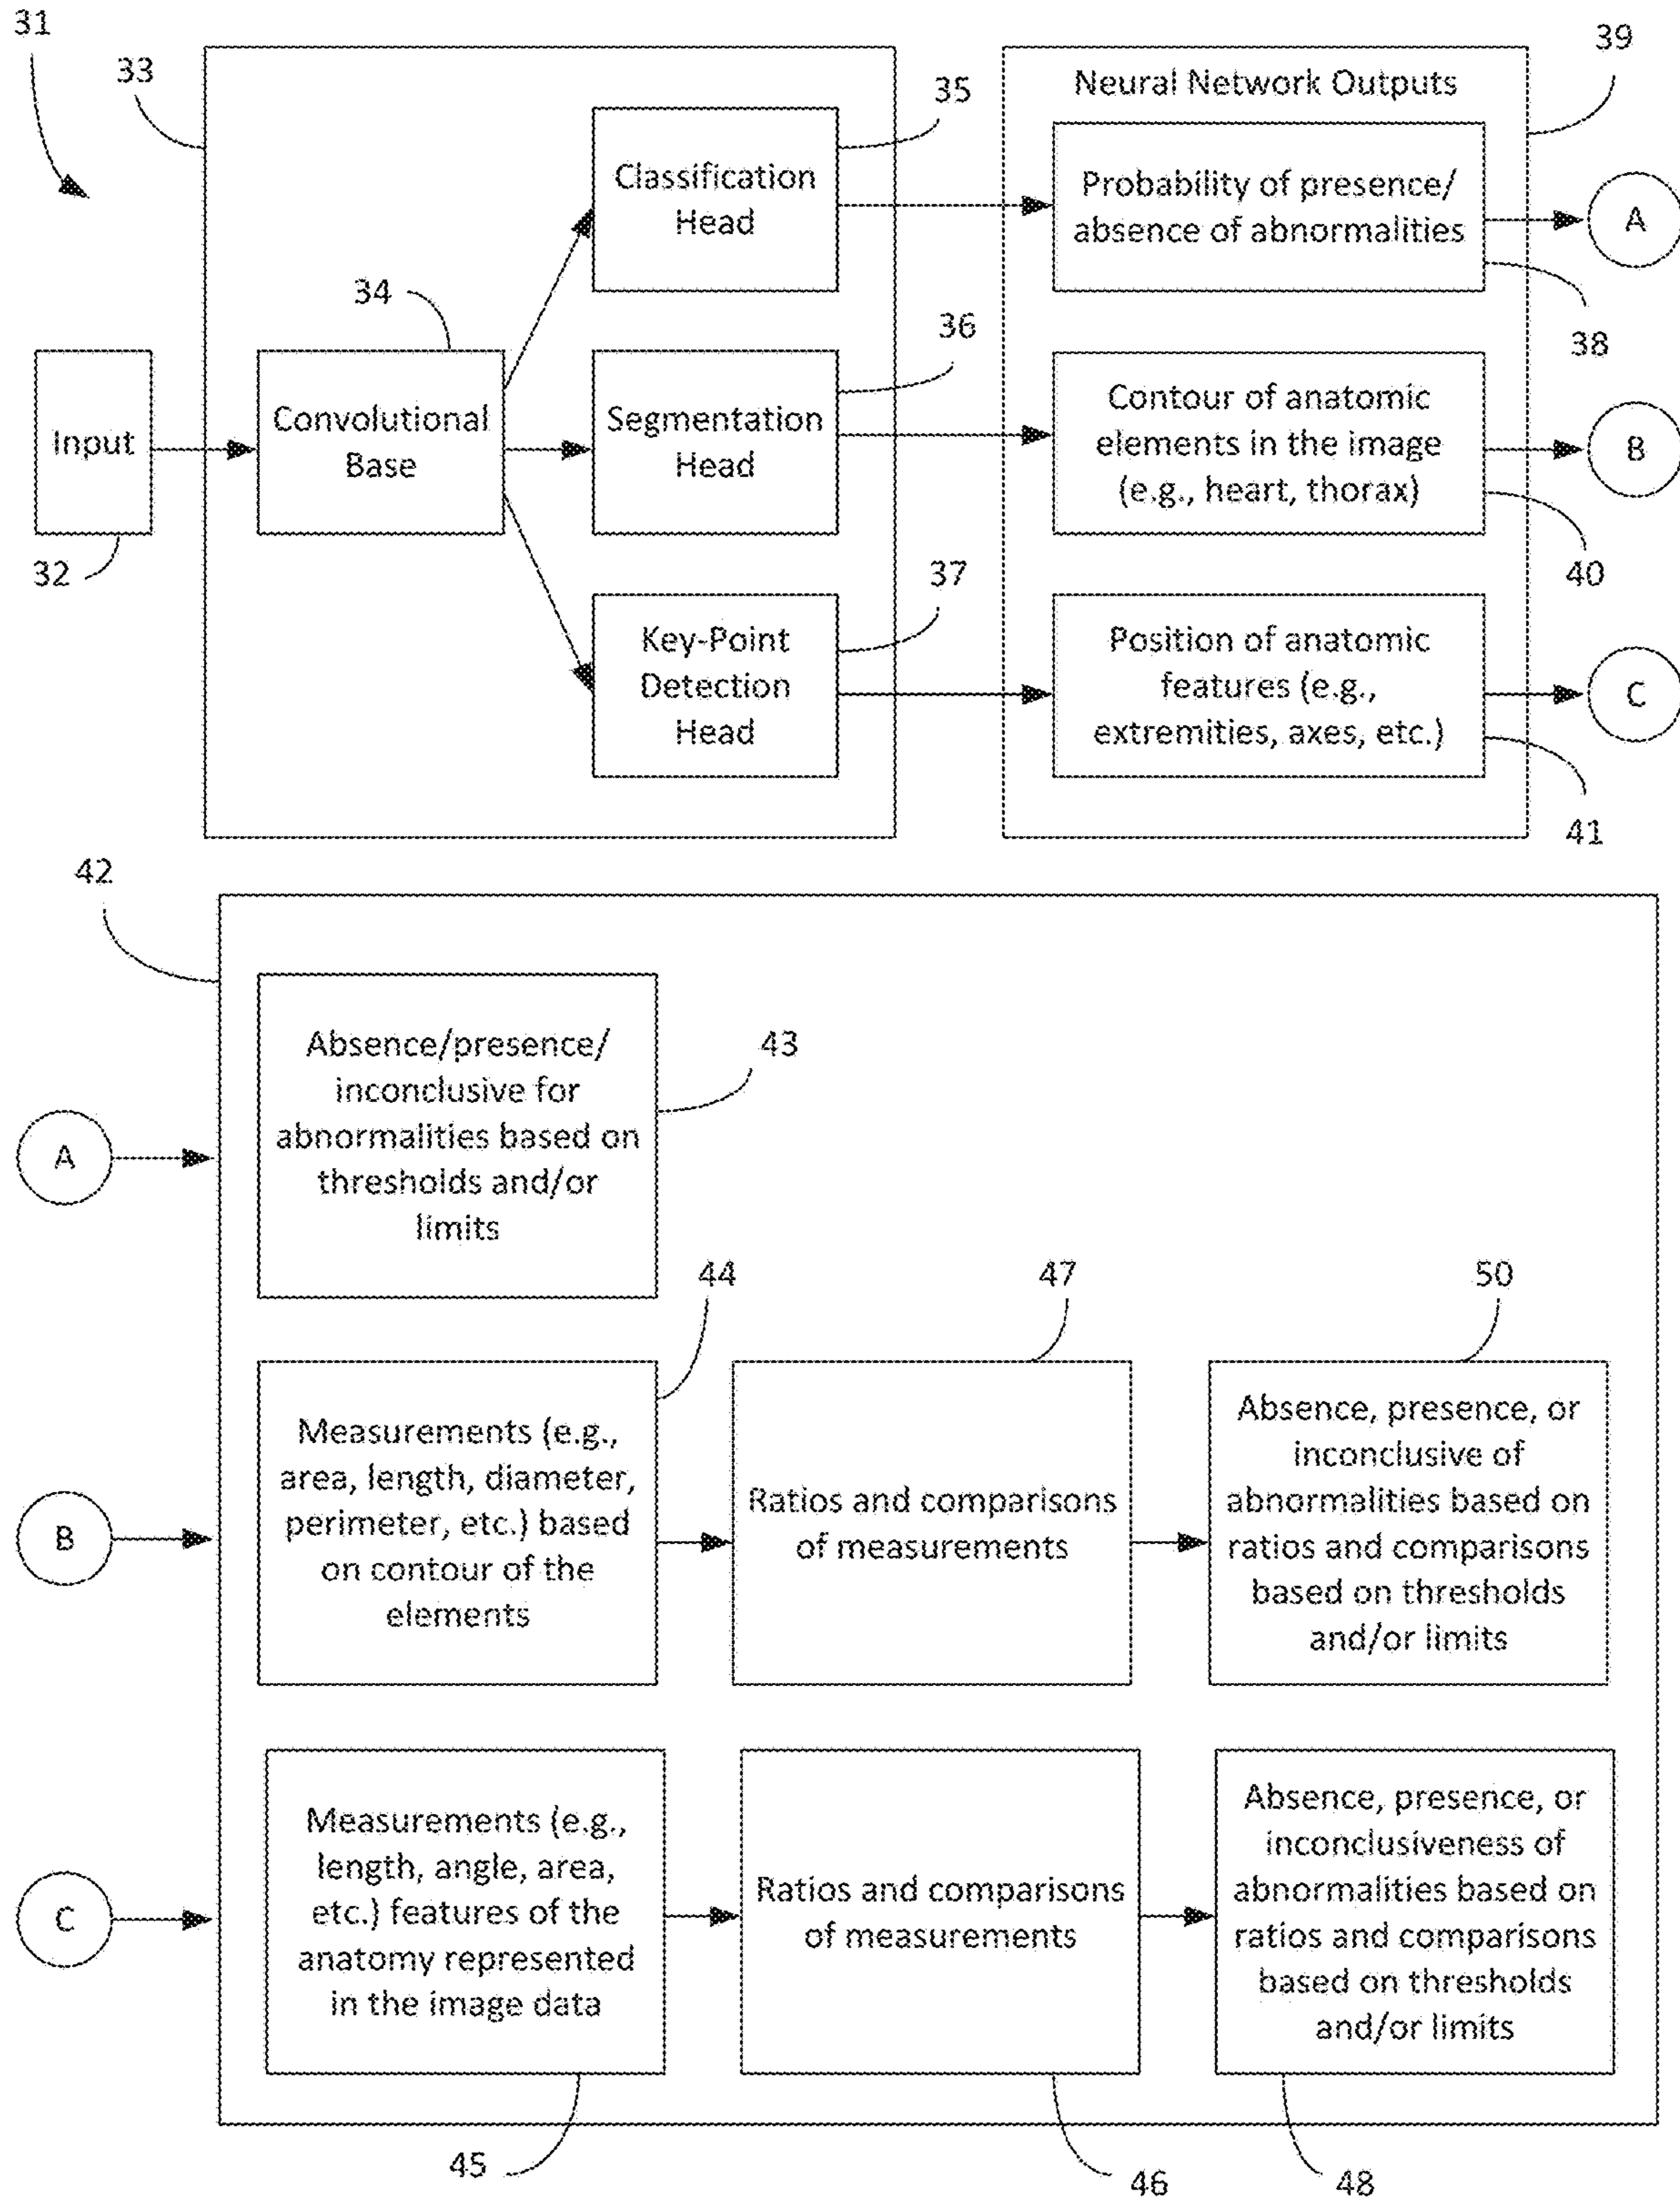 31
33
39
Neural Network Outputs
35
Classification
Head
Probability of presence/
absence of abnormalities
A
38
34
36
Input
Convolutional
Base
Segmentation
Head
Contour of anatomic
elements in the image
(e.g., heart, thorax)
B
32
40
37
Key-Point
Detection
Head
Position of anatomic
features (e.g.,
extremities, axes, etc.)
C
41
42
Absence/presence/
inconclusive for
abnormalities based on
thresholds and/or
limits
43
A
44
47
50
B
Measurements (e.g.,
area, length, diameter,
perimeter, etc.) based
on contour of the
elements
Ratios and comparisons
of measurements
Absence, presence, or
inconclusive of
abnormalities based on
ratios and comparisons
based on thresholds
and/or limits
C
Measurements (e.g.,
length, angle, area,
etc.) features of the
anatomy represented
in the image data
Ratios and comparisons
of measurements
Absence, presence, or
inconclusiveness of
abnormalities based on
ratios and comparisons
based on thresholds
and/or limits
45
46
48